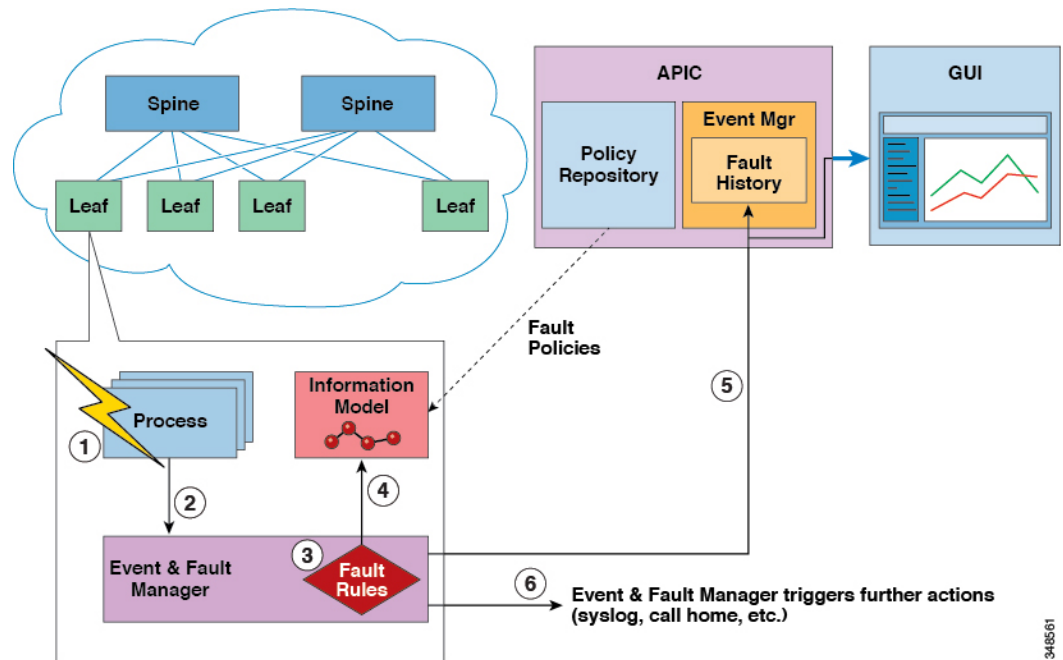 APIC
GUI
Spine
Spine
Event Mgr
Policy
Repository
Fault
History
Leaf
Leaf
Leaf
Leaf
Fault
Policies
Information
Model
5
Process
1
2
4
3
Event & Fault
Manager
Fault
Rules
6
Event & Fault Manager triggers further actions
(syslog, call home, etc.)
348561